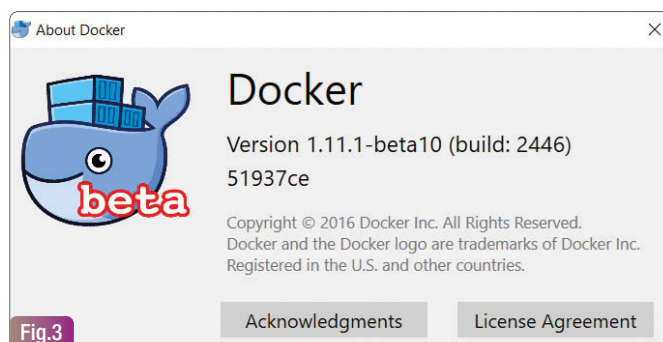 About Docker
beta
Docker
Version 1.11.1-beta10 (build: 2446)
51937ce
Copyright © 2016 Docker Inc. All Rights Reserved.
Docker and the Docker logo are trademarks of Docker Inc.
Registered in the U.S. and other countries.
Acknowledgments
License Agreement
Fig.3